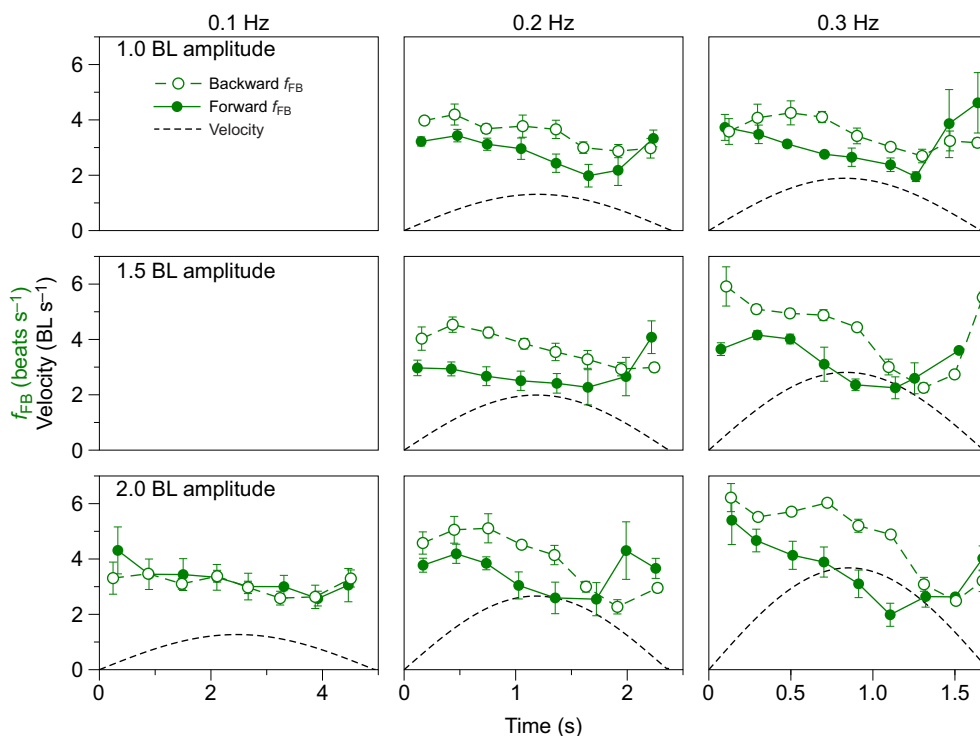 0.1 Hz 0.2 Hz 0.3 Hz
1.0 BL amplitude
Backward fFB
Forward fFB
Velocity
6
4
2
0
1.5 BL amplitude
6
4
2
0
2.0 BL amplitude
6
4
2
0
fFB (beats s–1)
Velocity (BL s–1)
0 2 4 0 1 2 0 0.5 1.0 1.5
Time (s)